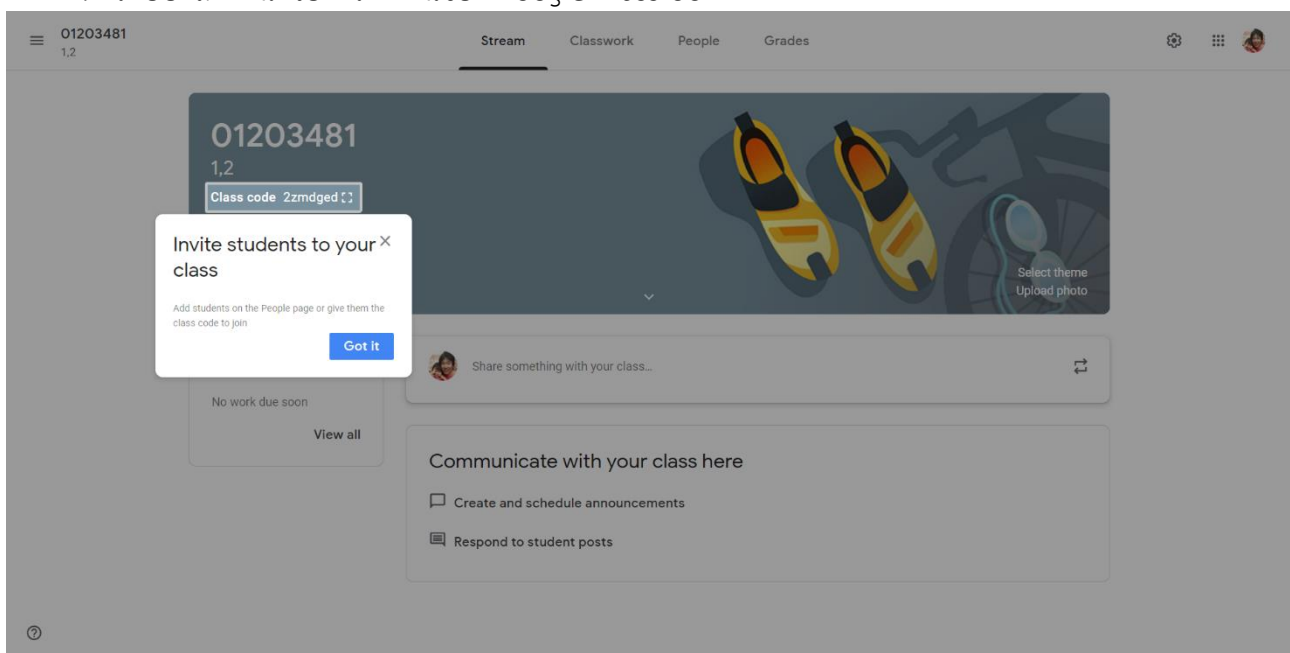 01203481
1,2
Stream Classwork People Grades
01203481
1,2
Class code 2zmdged
Invite students to your
class
Add students on the People page or give them the
class code to join
Got it
Select theme
Upload photo
Share something with your class...
No work due soon
View all
Communicate with your class here
Create and schedule announcements
Respond to student posts